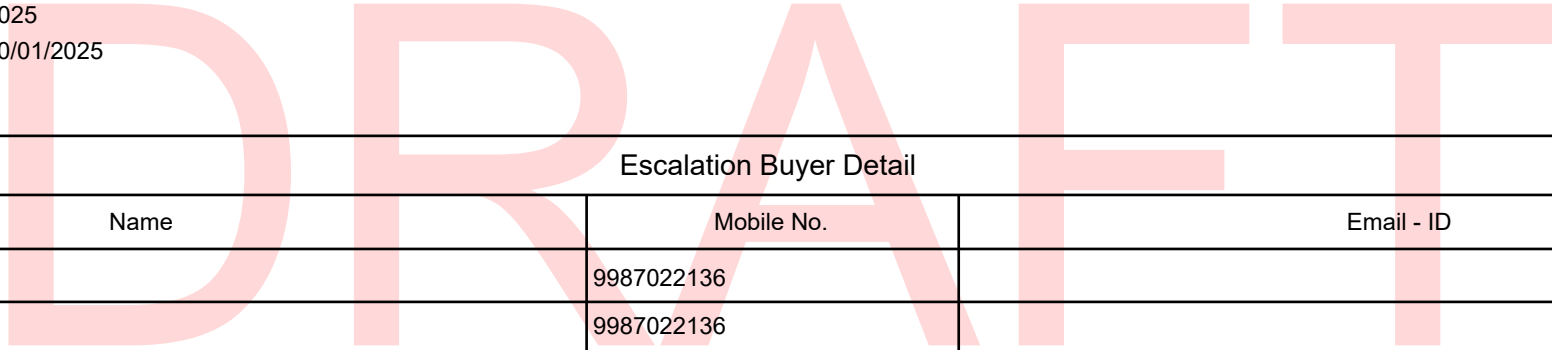 025
0/01/2025
DRAFT
Escalation Buyer Detail
Name Mobile No. Email - ID
9987022136
9987022136